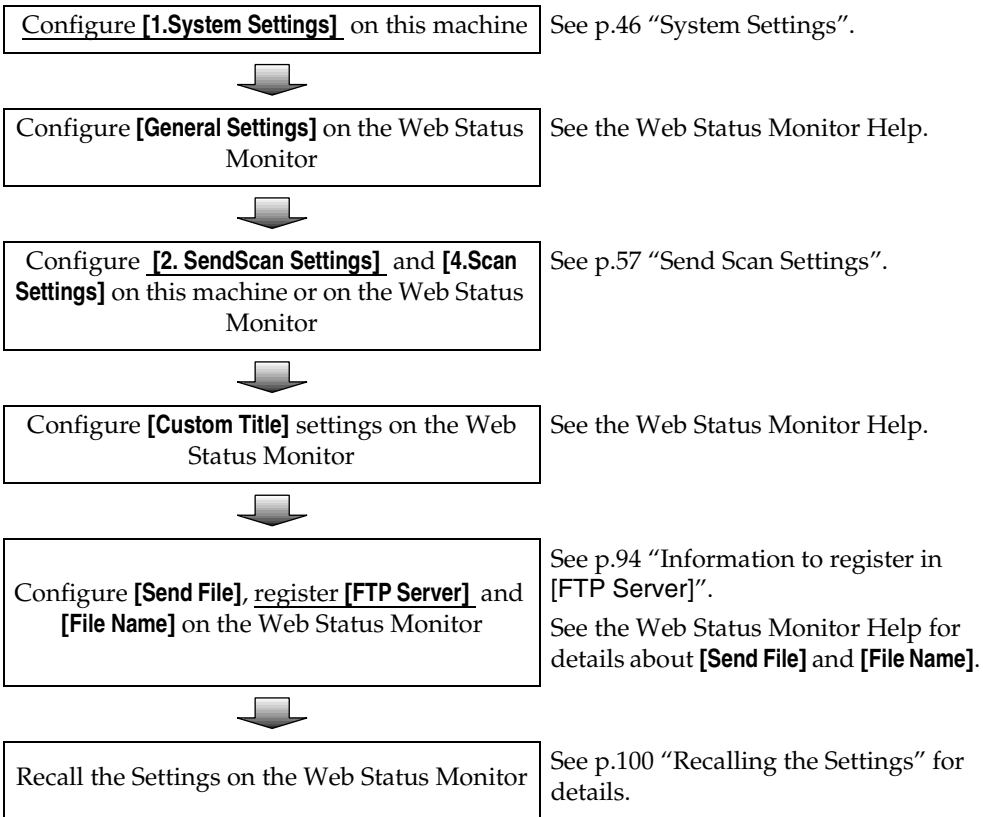 Configure [1.System Settings] on this machine
See p.46 “System Settings”.
Configure [General Settings] on the Web Status
Monitor
See the Web Status Monitor Help.
Configure [2. SendScan Settings] and [4.Scan
Settings] on this machine or on the Web Status
Monitor
See p.57 “Send Scan Settings”.
Configure [Custom Title] settings on the Web
Status Monitor
See the Web Status Monitor Help.
Configure [Send File], register [FTP Server] and
[File Name] on the Web Status Monitor
See p.94 “Information to register in
[FTP Server]”.
See the Web Status Monitor Help for
details about [Send File] and [File Name].
Recall the Settings on the Web Status Monitor
See p.100 “Recalling the Settings” for
details.